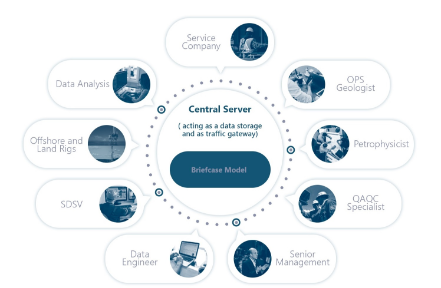 Service
Company
OPS
Geologist
Petrophysicist
QAQC
Specialist
Senior
Management
Data
Engineer
SDSV
Offshore and
Land Rigs
Data Analysis
Central Server
( acting as a data storage
and as traffic gateway)
Briefcase Model